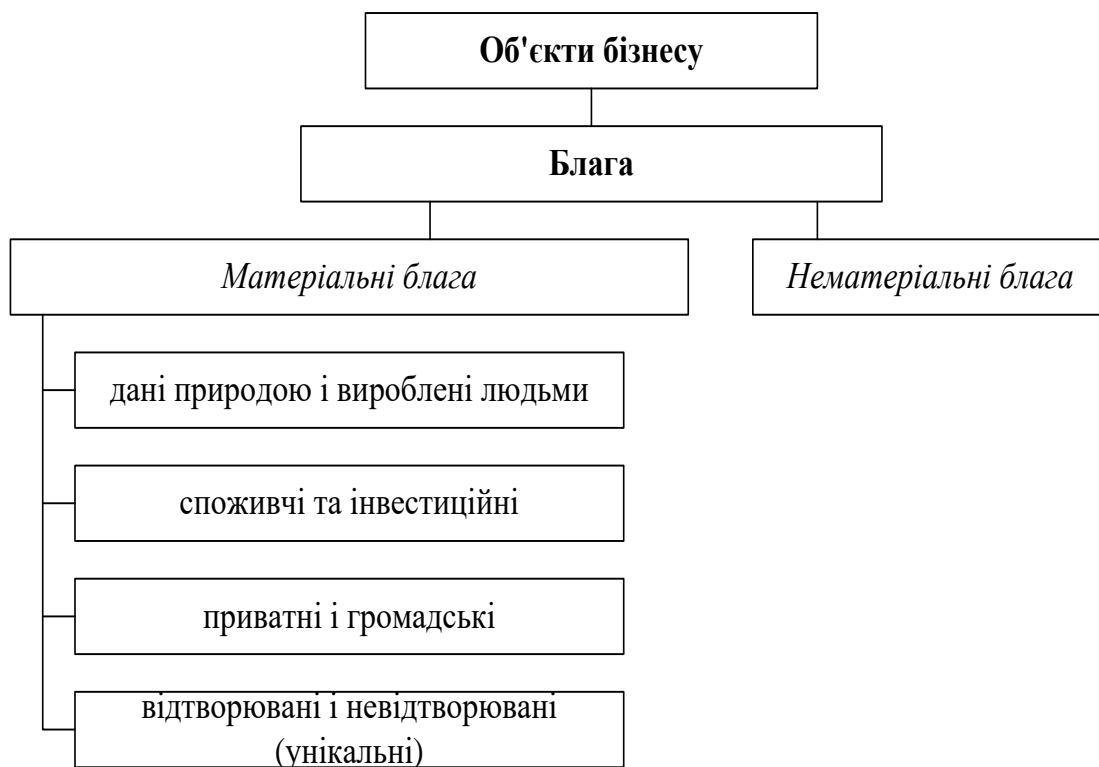 Об'єкти бізнесу
Блага
Матеріальні блага
Нематеріальні блага
дані природою і вироблені людьми
споживчі та інвестиційні
приватні і громадські
відтворювані і невідтворювані
(унікальні)